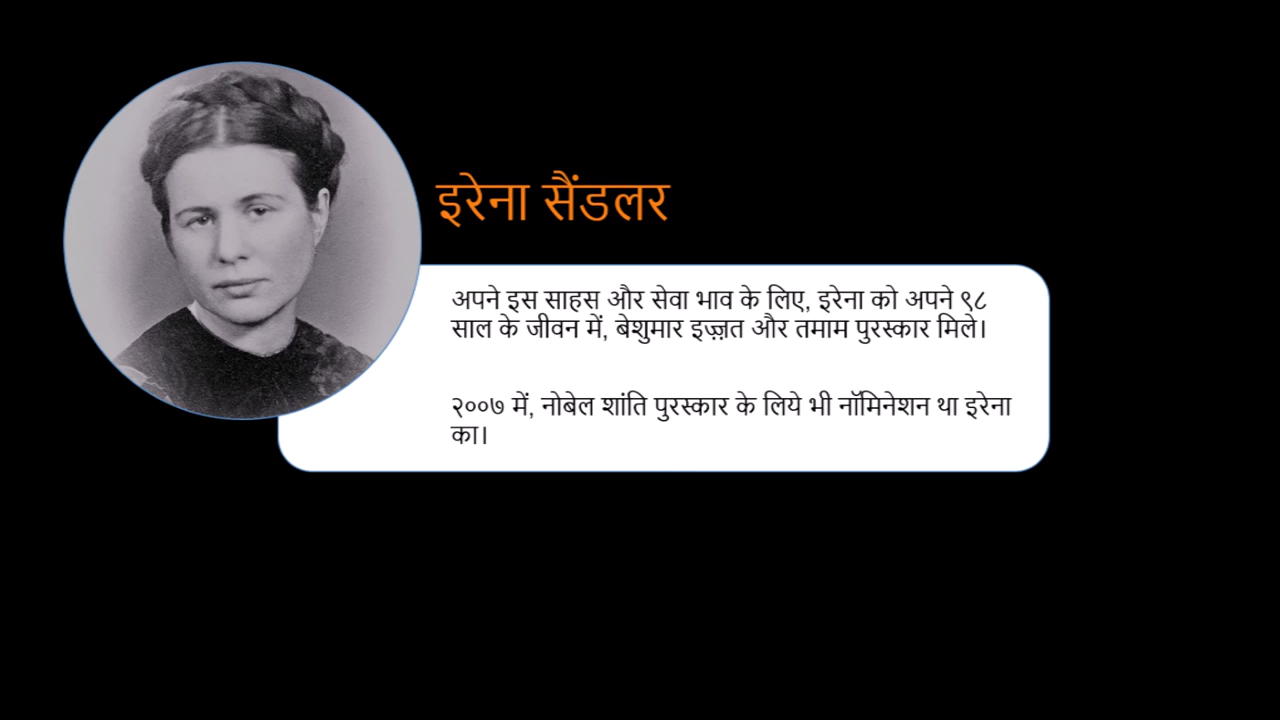 इरेना सैंडलर
अपने इस साहस और सेवा भाव के लिए, इरेना को अपने ९८
साल के जीवन में, बेशुमार इज़्ज़त और तमाम पुरस्कार मिले।
२००७ में, नोबेल शांति पुरस्कार के लिये भी नॉमिनेशन था इरेना
का।